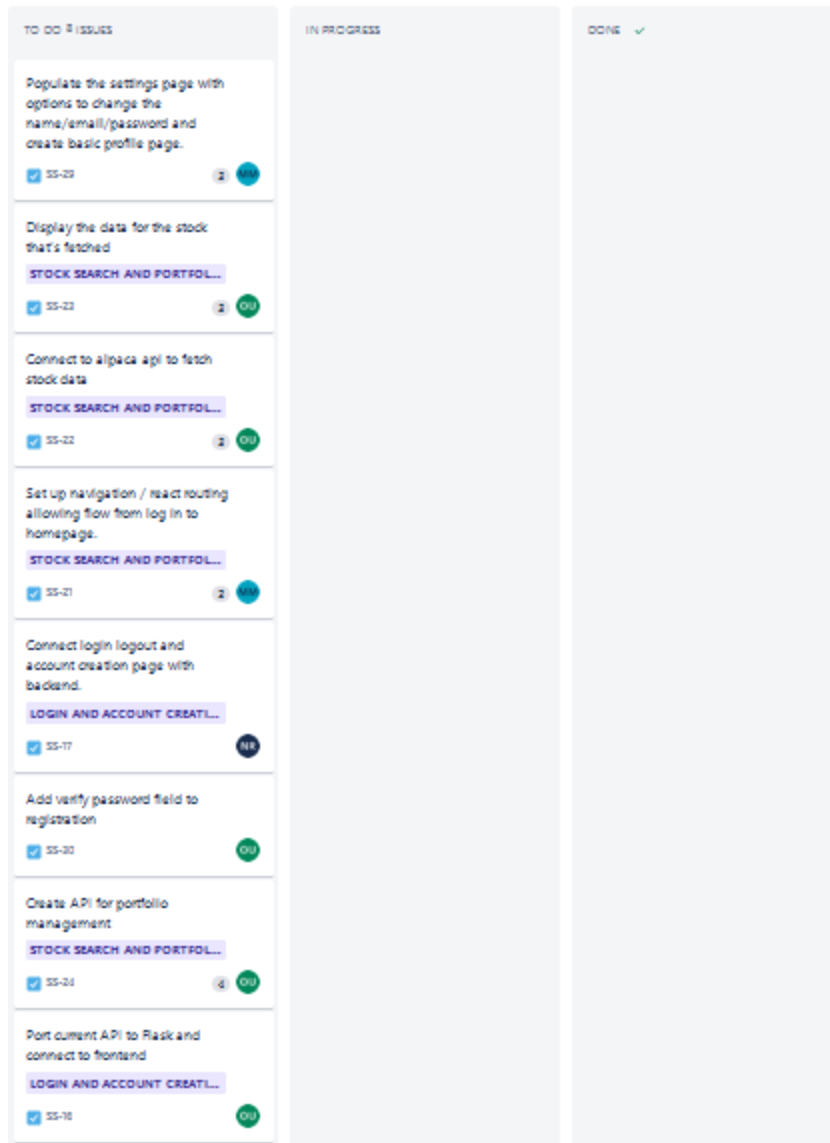 TO DO 8 ISSUES
IN PROGRESS
DONE
Populate the settings page with
options to change the
name/email/password and
create basic profile page.
SS-29
2
MM
Display the data for the stock
that's fetched
STOCK SEARCH AND PORTFOL...
SS-23
2
OU
Connect to alpaca api to fetch
stock data
STOCK SEARCH AND PORTFOL...
SS-22
2
OU
Set up navigation / react routing
allowing flow from log in to
homepage.
STOCK SEARCH AND PORTFOL...
SS-21
2
MM
Connect login logout and
account creation page with
backend.
LOGIN AND ACCOUNT CREATI...
SS-17
NR
Add verify password field to
registration
SS-30
OU
Create API for portfolio
management
STOCK SEARCH AND PORTFOL...
SS-24
4
OU
Port current API to Flask and
connect to frontend
LOGIN AND ACCOUNT CREATI...
OU